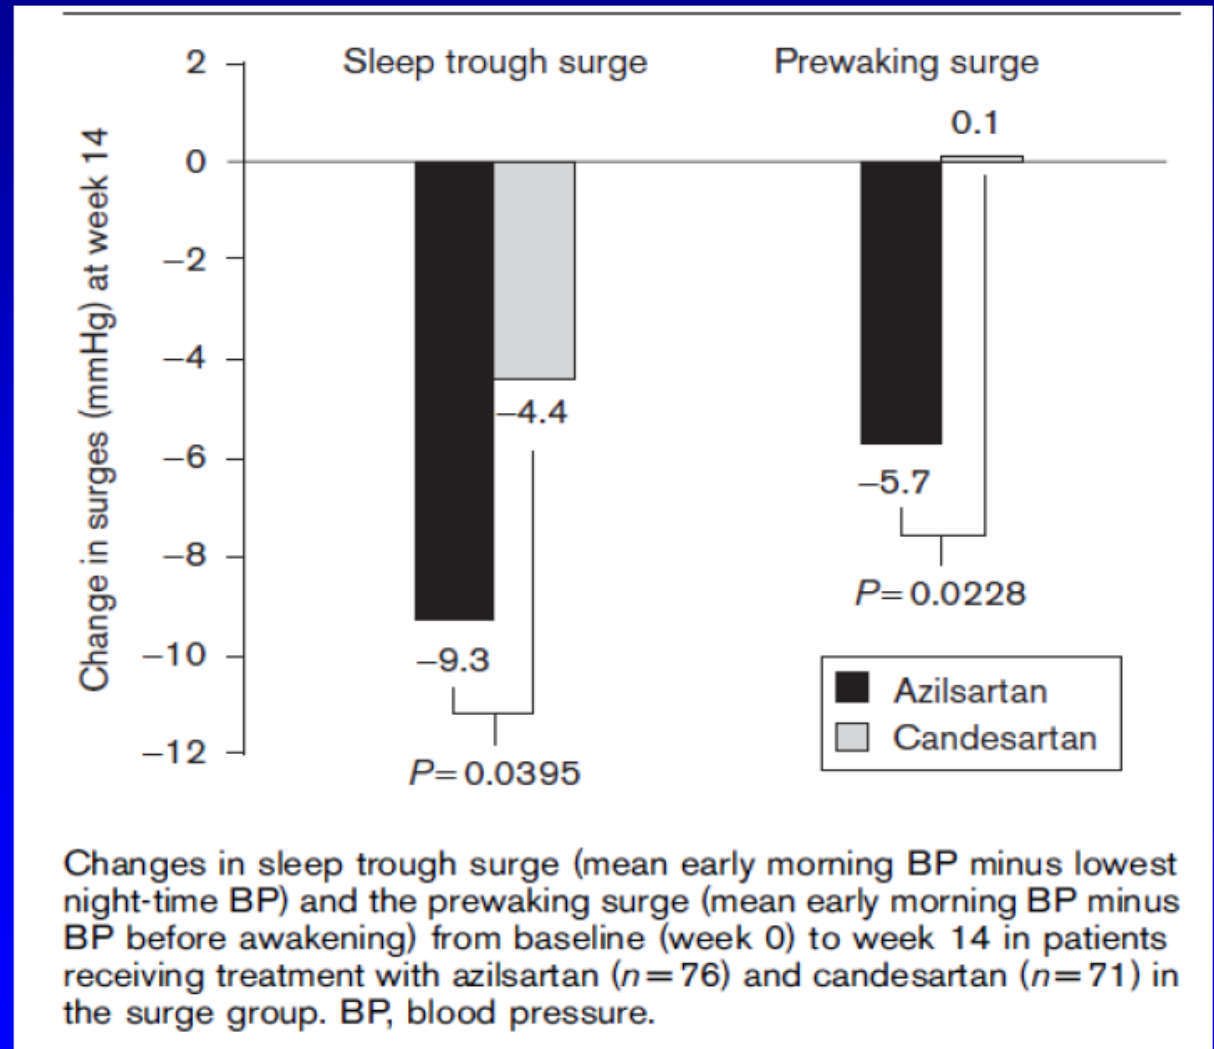 Sleep trough surge
Prewaking surge
Change in surges (mmHg) at week 14
2
0
−2
−4
−6
−8
−10
−12
−9.3
−4.4
P=0.0395
0.1
−5.7
P=0.0228
Azilsartan
Candesartan
Changes in sleep trough surge (mean early morning BP minus lowest
night-time BP) and the prewaking surge (mean early morning BP minus
BP before awakening) from baseline (week 0) to week 14 in patients
receiving treatment with azilsartan (n=76) and candesartan (n=71) in
the surge group. BP, blood pressure.